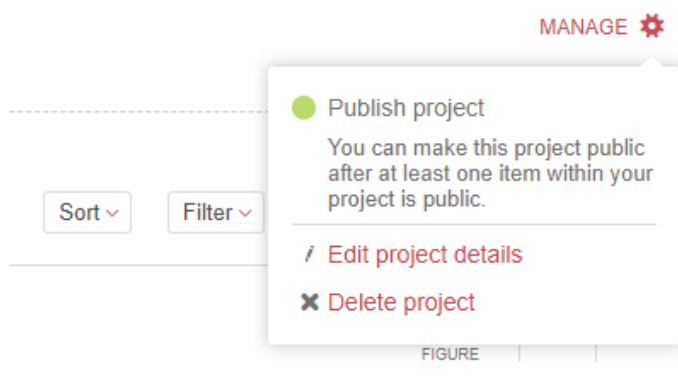 MANAGE
Publish project
You can make this project public
after at least one item within your
project is public.
Sort
Filter
Edit project details
Delete project
FIGURE